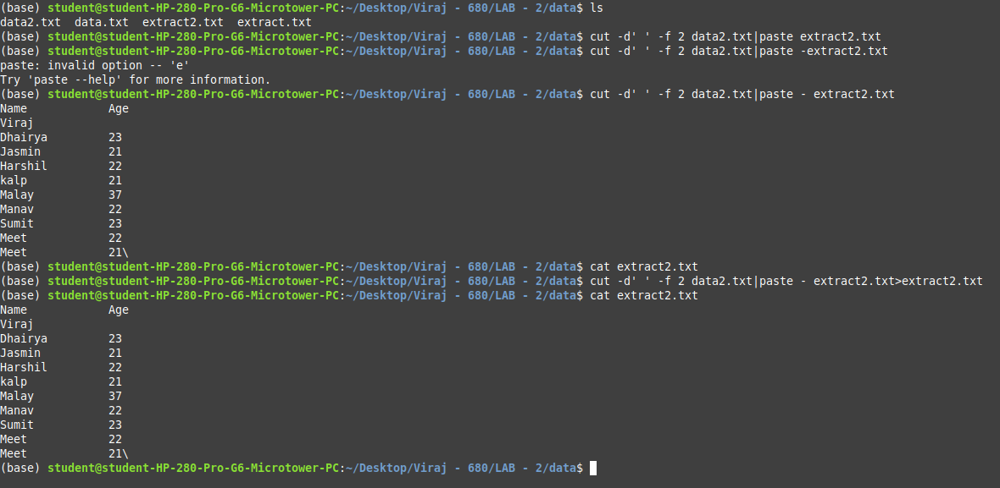 (base) student@student-HP-280-Pro-G6-Microtower-PC:~/Desktop/Viraj - 680/LAB - 2/data$ ls
data2.txt  data.txt  extract2.txt  extract.txt
(base) student@student-HP-280-Pro-G6-Microtower-PC:~/Desktop/Viraj - 680/LAB - 2/data$ cut -d' ' -f 2 data2.txt|paste extract2.txt
(base) student@student-HP-280-Pro-G6-Microtower-PC:~/Desktop/Viraj - 680/LAB - 2/data$ cut -d' ' -f 2 data2.txt|paste -extract2.txt
paste: invalid option -- 'e'
Try 'paste --help' for more information.
(base) student@student-HP-280-Pro-G6-Microtower-PC:~/Desktop/Viraj - 680/LAB - 2/data$ cut -d' ' -f 2 data2.txt|paste - extract2.txt
Name            Age
Viraj
Dhairya         23
Jasmin          21
Harshil         22
kalp            21
Malay           37
Manav           22
Sumit           23
Meet            22
Meet            21\
(base) student@student-HP-280-Pro-G6-Microtower-PC:~/Desktop/Viraj - 680/LAB - 2/data$ cat extract2.txt
(base) student@student-HP-280-Pro-G6-Microtower-PC:~/Desktop/Viraj - 680/LAB - 2/data$ cut -d' ' -f 2 data2.txt|paste - extract2.txt>extract2.txt
(base) student@student-HP-280-Pro-G6-Microtower-PC:~/Desktop/Viraj - 680/LAB - 2/data$ cat extract2.txt
Name            Age
Viraj
Dhairya         23
Jasmin          21
Harshil         22
kalp            21
Malay           37
Manav           22
Sumit           23
Meet            22
Meet            21\
(base) student@student-HP-280-Pro-G6-Microtower-PC:~/Desktop/Viraj - 680/LAB - 2/data$